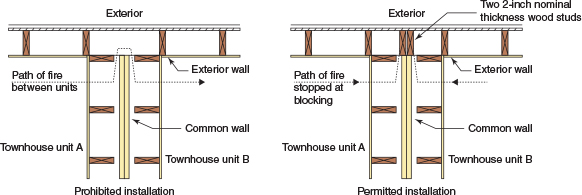 Exterior
Path of fire
between units
Exterior wall
Common wall
Townhouse unit A
Townhouse unit B
Prohibited installation
Exterior
Two 2-inch nominal
thickness wood studs
Path of fire
stopped at
blocking
Exterior wall
Common wall
Townhouse unit A
Townhouse unit B
Permitted installation